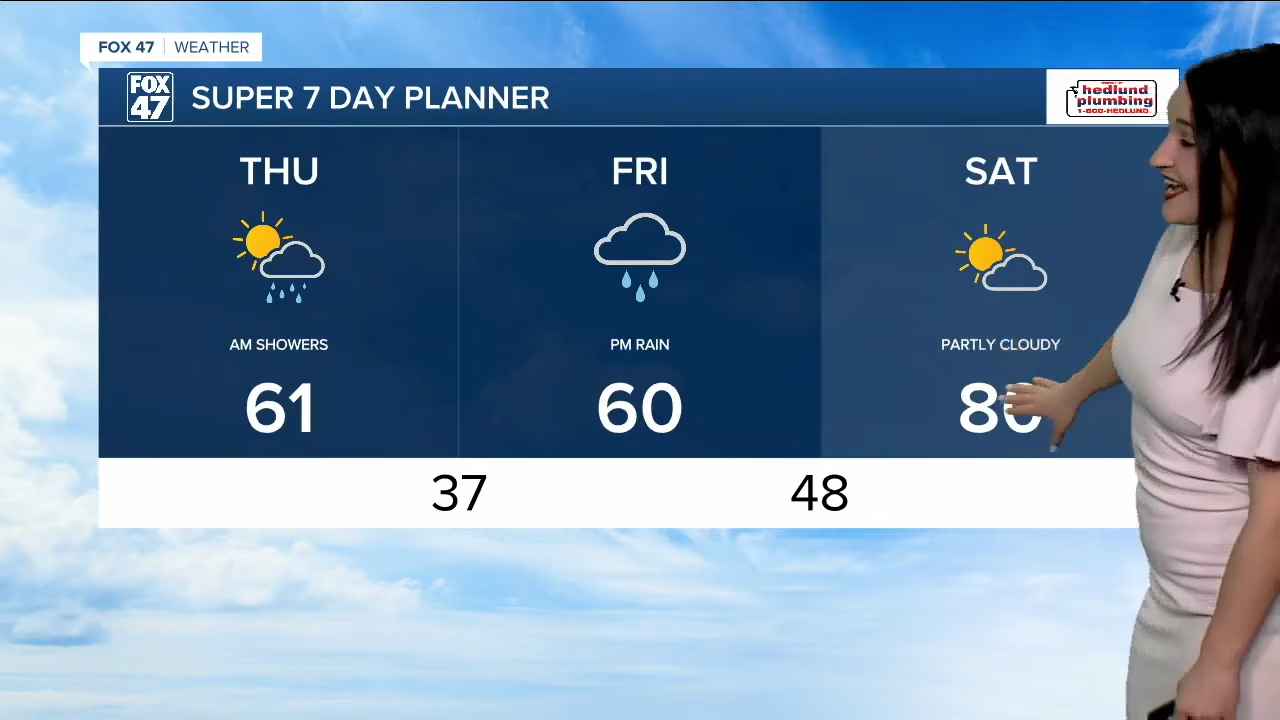 FOX 47 WEATHER
FOX
47
SUPER 7 DAY PLANNER
hedlund
plumbing
1-800-HEDLUND
THU
FRI
SAT
AM SHOWERS
PM RAIN
PARTLY CLOUDY
61
60
37
48